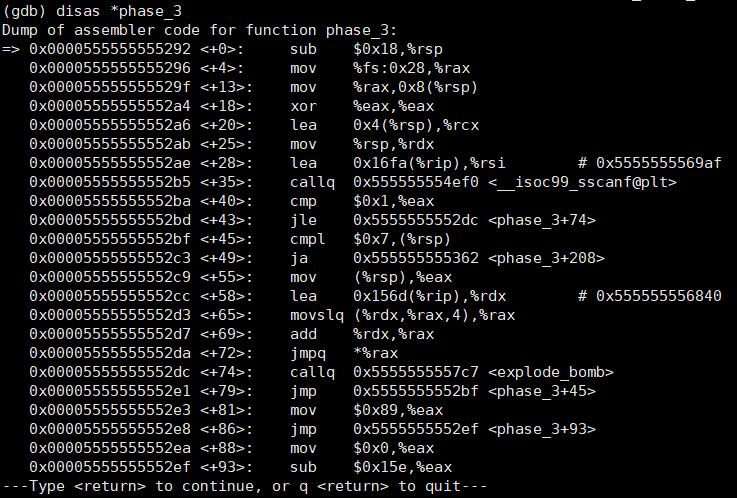 (gdb) disas *phase_3
Dump of assembler code for function phase_3:
=> 0x0000555555555292 <+0>:     sub    $0x18,%rsp
   0x0000555555555296 <+4>:     mov    %fs:0x28,%rax
   0x000055555555529f <+13>:    mov    %rax,0x8(%rsp)
   0x00005555555552a4 <+18>:    xor    %eax,%eax
   0x00005555555552a6 <+20>:    lea    0x4(%rsp),%rcx
   0x00005555555552ab <+25>:    mov    %rsp,%rdx
   0x00005555555552ae <+28>:    lea    0x16fa(%rip),%rsi        # 0x5555555569af
   0x00005555555552b5 <+35>:    callq  0x555555554ef0 <__isoc99_sscanf@plt>
   0x00005555555552ba <+40>:    cmp    $0x1,%eax
   0x00005555555552bd <+43>:    jle    0x5555555552dc <phase_3+74>
   0x00005555555552bf <+45>:    cmpl   $0x7,(%rsp)
   0x00005555555552c3 <+49>:    ja     0x555555555362 <phase_3+208>
   0x00005555555552c9 <+55>:    mov    (%rsp),%eax
   0x00005555555552cc <+58>:    lea    0x156d(%rip),%rdx        # 0x555555556840
   0x00005555555552d3 <+65>:    movslq (%rdx,%rax,4),%rax
   0x00005555555552d7 <+69>:    add    %rdx,%rax
   0x00005555555552da <+72>:    jmpq   *%rax
   0x00005555555552dc <+74>:    callq  0x5555555557c7 <explode_bomb>
   0x00005555555552e1 <+79>:    jmp    0x5555555552bf <phase_3+45>
   0x00005555555552e3 <+81>:    mov    $0x89,%eax
   0x00005555555552e8 <+86>:    jmp    0x5555555552ef <phase_3+93>
   0x00005555555552ea <+88>:    mov    $0x0,%eax
   0x00005555555552ef <+93>:    sub    $0x15e,%eax
---Type <return> to continue, or q <return> to quit---